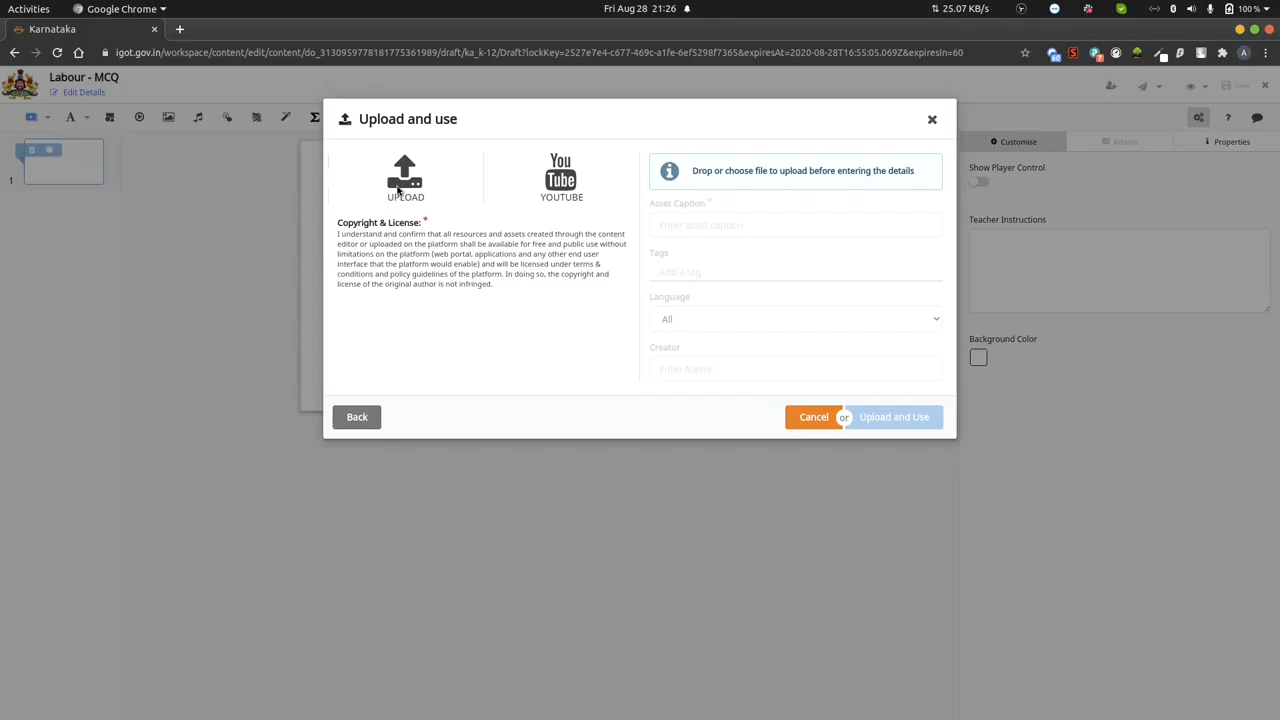 Activities
Google Chrome
Fri Aug 28 21:26
25.07 KB/s
100 %
Karnataka
igot.gov.in/workspace/content/edit/content/do_3130959778181775361989/draft/ka_k-12/Draft?lockKey=2527e7e4-c677-469c-a1fe-6ef5298f7365&expiresAt=2020-08-28T16:55:05.069Z&expiresIn=60
Labour - MCQ
Edit Details
Save
Upload and use
UPLOAD
You
Tube
YOUTUBE
Copyright & License: *
I understand and confirm that all resources and assets created through the content
editor or uploaded on the platform shall be available for free and public use without
limitations on the platform (web portal, applications and any other end user
interface that the platform would enable) and will be licensed under terms &
conditions and policy guidelines of the platform. In doing so, the copyright and
license of the original author is not infringed.
Drop or choose file to upload before entering the details
Asset Caption *
Enter asset caption
Tags
Add a tag
Language
All
Creator
Enter Name
Back
Cancel
or
Upload and Use
1
Customise
Actions
Properties
Show Player Control
Teacher Instructions
Background Color